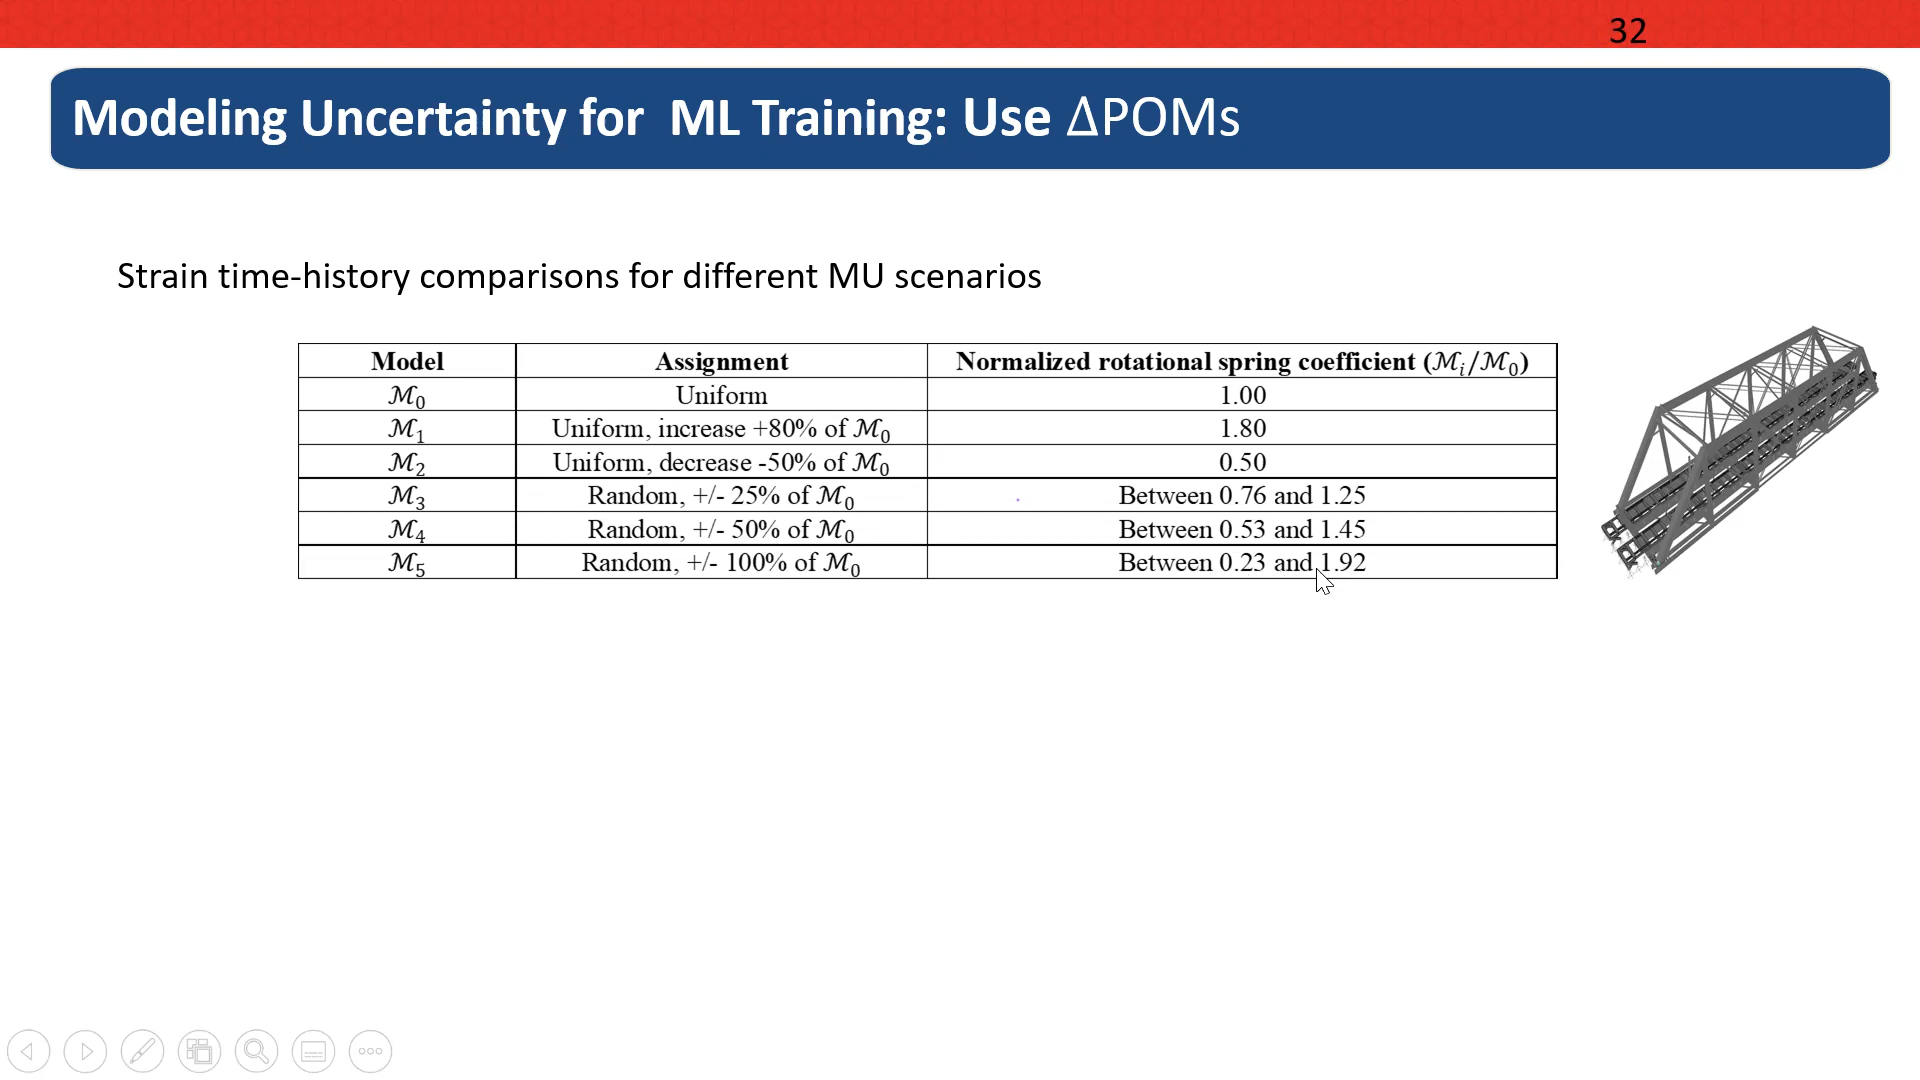 32
Modeling Uncertainty for ML Training: Use ΔPOMs
Strain time-history comparisons for different MU scenarios
Model Assignment Normalized rotational spring coefficient (ℳᵢ/ℳ₀)
ℳ₀ Uniform 1.00
ℳ₁ Uniform, increase +80% of ℳ₀ 1.80
ℳ₂ Uniform, decrease -50% of ℳ₀ 0.50
ℳ₃ Random, +/- 25% of ℳ₀ Between 0.76 and 1.25
ℳ₄ Random, +/- 50% of ℳ₀ Between 0.53 and 1.45
ℳ₅ Random, +/- 100% of ℳ₀ Between 0.23 and 1.92